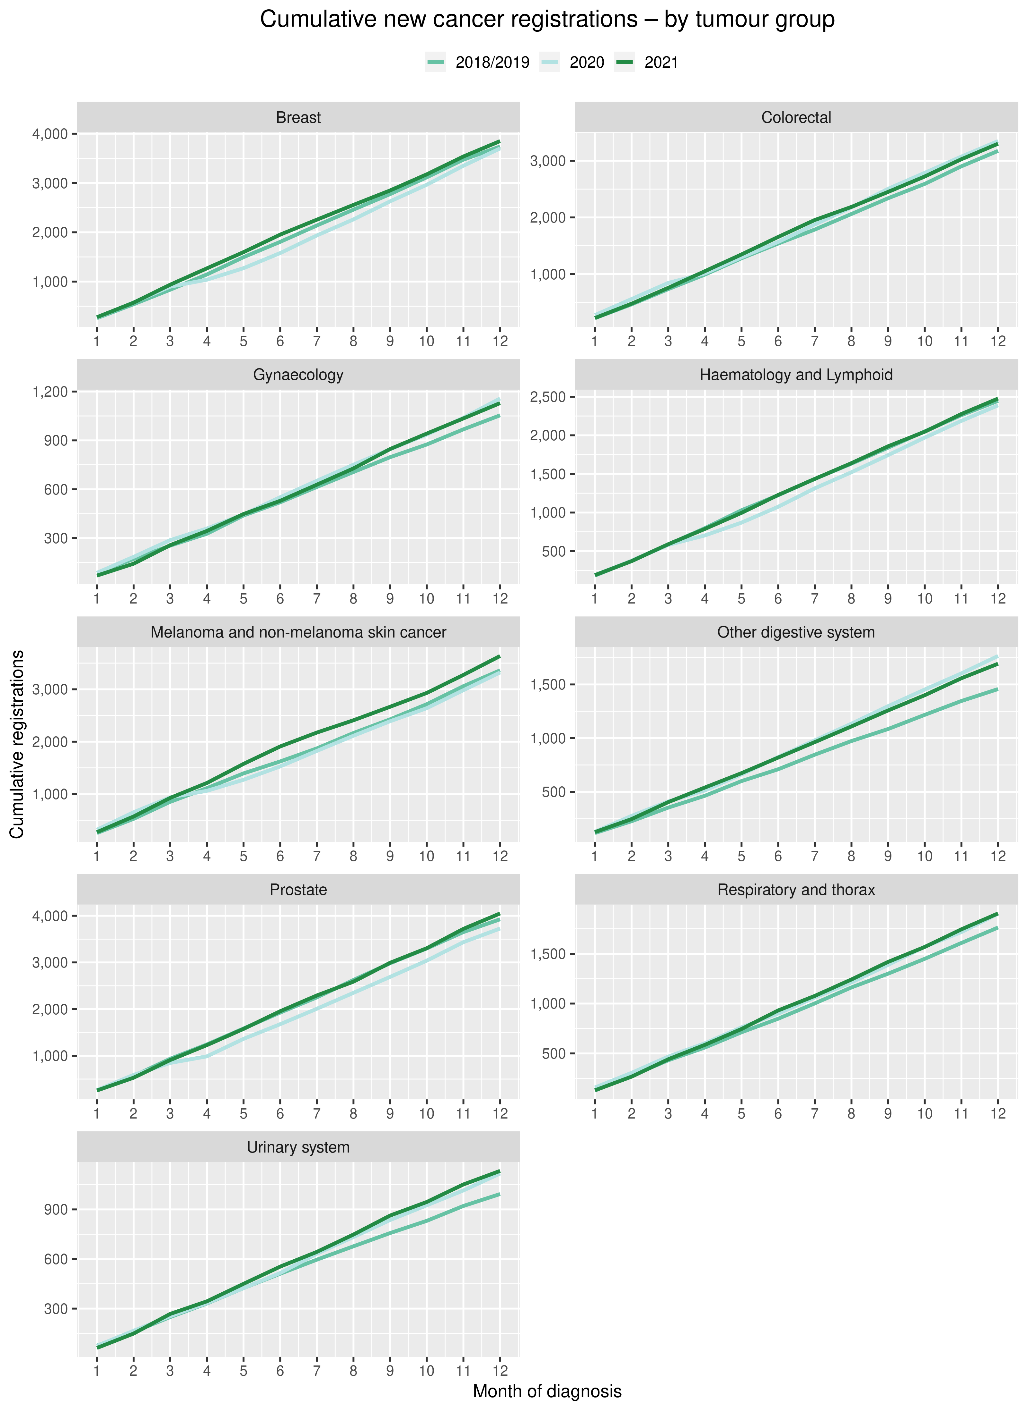 Cumulative new cancer registrations – by tumour group
2018/2019 2020 2021
Breast
4,000
3,000
2,000
1,000
1 2 3 4 5 6 7 8 9 10 11 12
Colorectal
3,000
2,000
1,000
1 2 3 4 5 6 7 8 9 10 11 12
Gynaecology
1,200
900
600
300
1 2 3 4 5 6 7 8 9 10 11 12
Haematology and Lymphoid
2,500
2,000
1,500
1,000
500
1 2 3 4 5 6 7 8 9 10 11 12
Cumulative registrations
Melanoma and non-melanoma skin cancer
3,000
2,000
1,000
1 2 3 4 5 6 7 8 9 10 11 12
Other digestive system
1,500
1,000
500
1 2 3 4 5 6 7 8 9 10 11 12
Prostate
4,000
3,000
2,000
1,000
1 2 3 4 5 6 7 8 9 10 11 12
Respiratory and thorax
1,500
1,000
500
1 2 3 4 5 6 7 8 9 10 11 12
Urinary system
900
600
300
1 2 3 4 5 6 7 8 9 10 11 12
Month of diagnosis